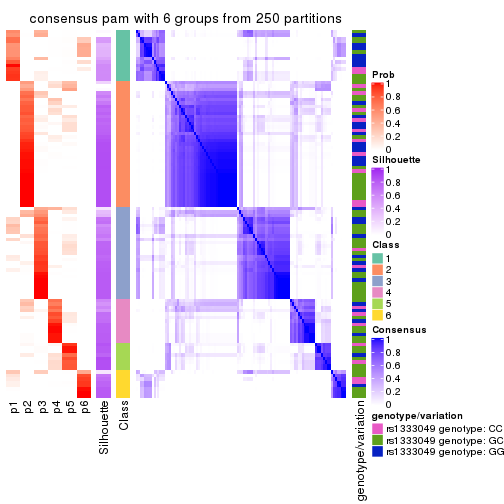 consensus pam with 6 groups from 250 partitions
Prob
1
0.8
0.6
0.4
0.2
0
Silhouette
1
0.8
0.6
0.4
0.2
0
Class
1
2
3
4
5
6
Consensus
1
0.8
0.6
0.4
0.2
0
genotype/variation
rs1333049 genotype: CC
rs1333049 genotype: GC
rs1333049 genotype: GG
p1
p2
p3
p4
p5
p6
Silhouette
Class
genotype/variation